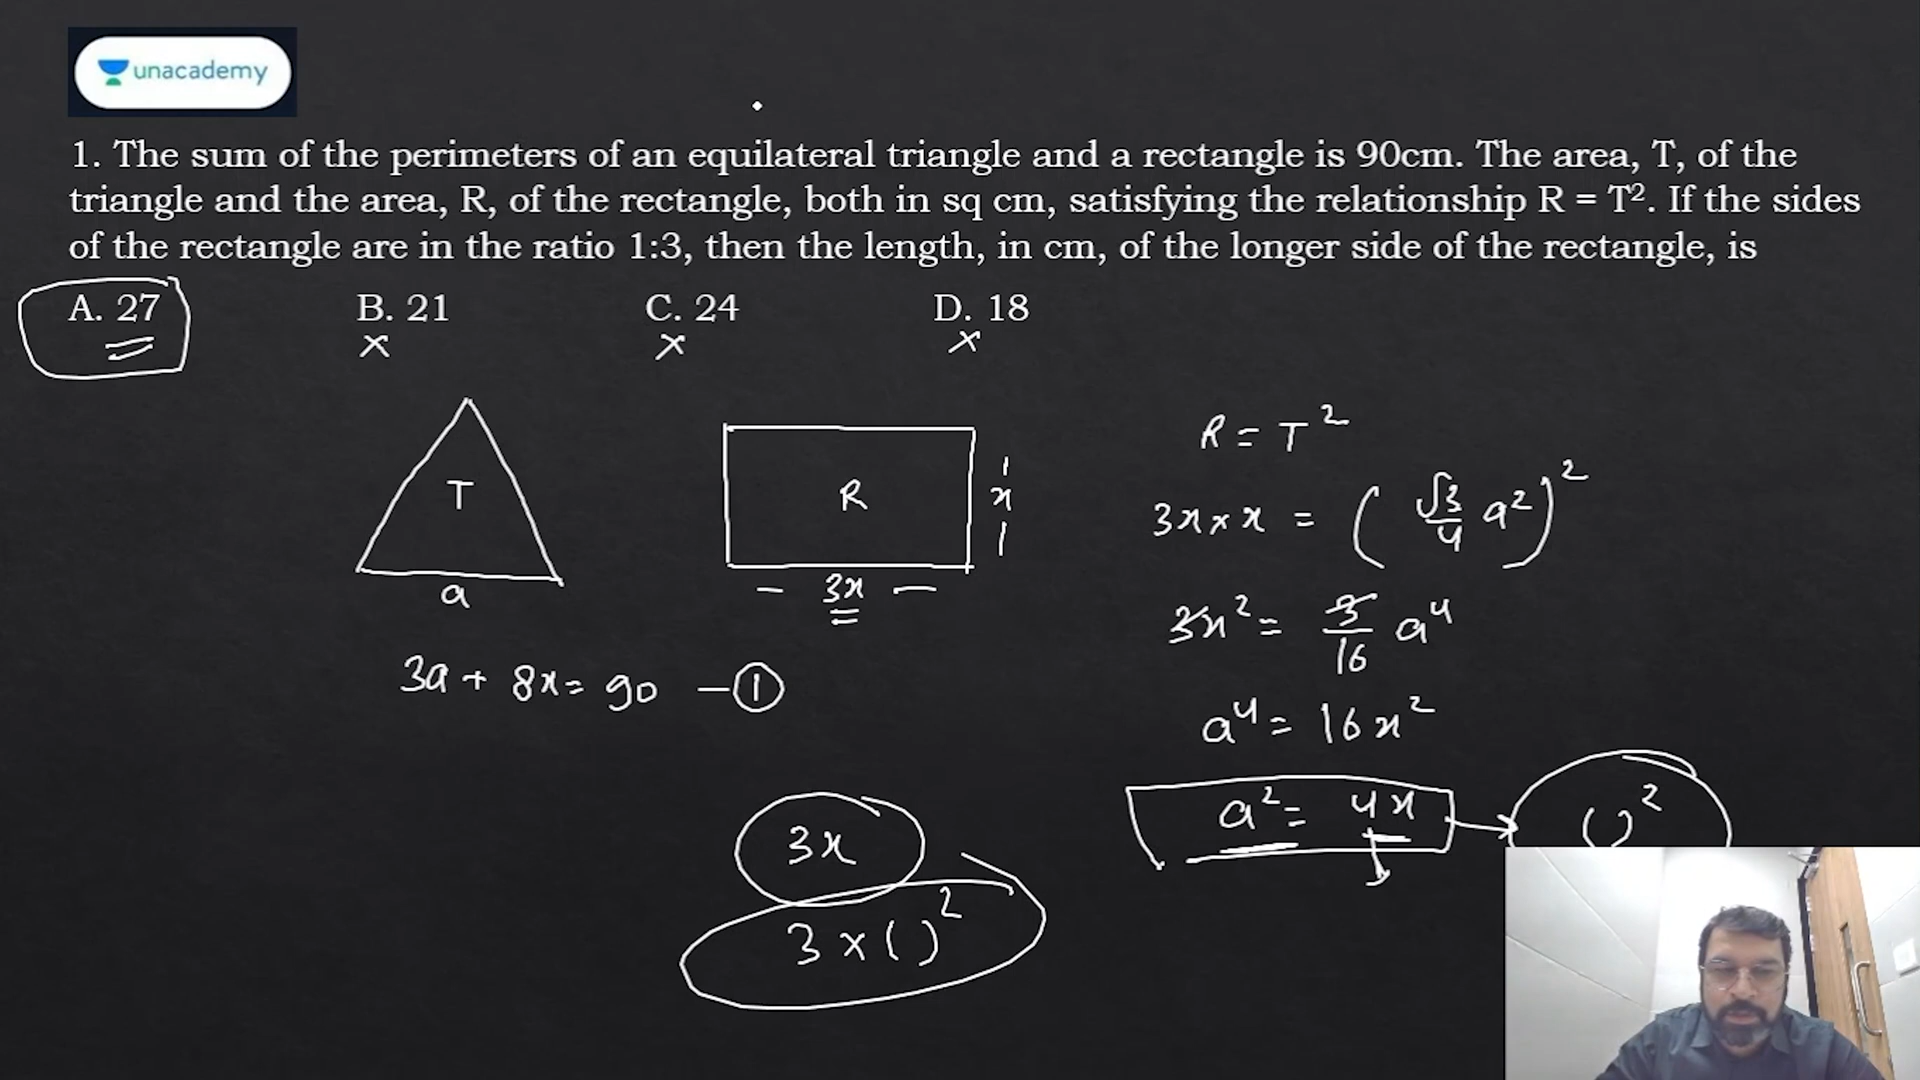 unacademy
1. The sum of the perimeters of an equilateral triangle and a rectangle is 90cm. The area, T, of the
triangle and the area, R, of the rectangle, both in sq cm, satisfying the relationship R = T². If the sides
of the rectangle are in the ratio 1:3, then the length, in cm, of the longer side of the rectangle, is
A. 27 B. 21 C. 24 D. 18
x x x
T
a
R
x
3x
3a + 8x = 90 – ①
3x
3 x ( )²
R = T²
3x × x = (√3/4 a²)²
3x² = 3/16 a⁴
a⁴ = 16x²
a² = 4x → ( )²